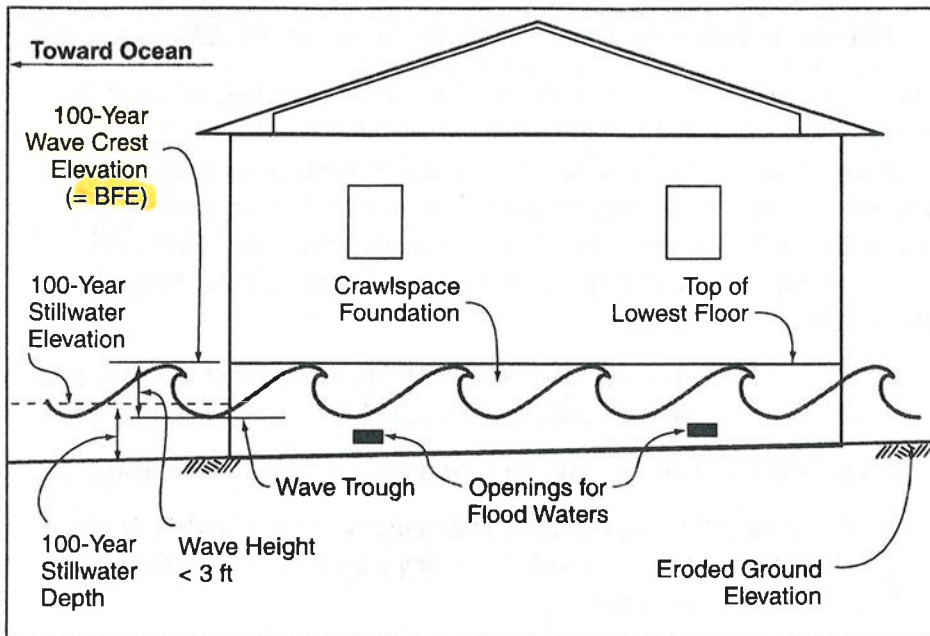 Toward Ocean
100-Year
Wave Crest
Elevation
(= BFE)
100-Year
Stillwater
Elevation
Crawlspace
Foundation
Top of
Lowest Floor
Wave Trough
Openings for
Flood Waters
100-Year
Stillwater
Depth
Wave Height
< 3 ft
Eroded Ground
Elevation